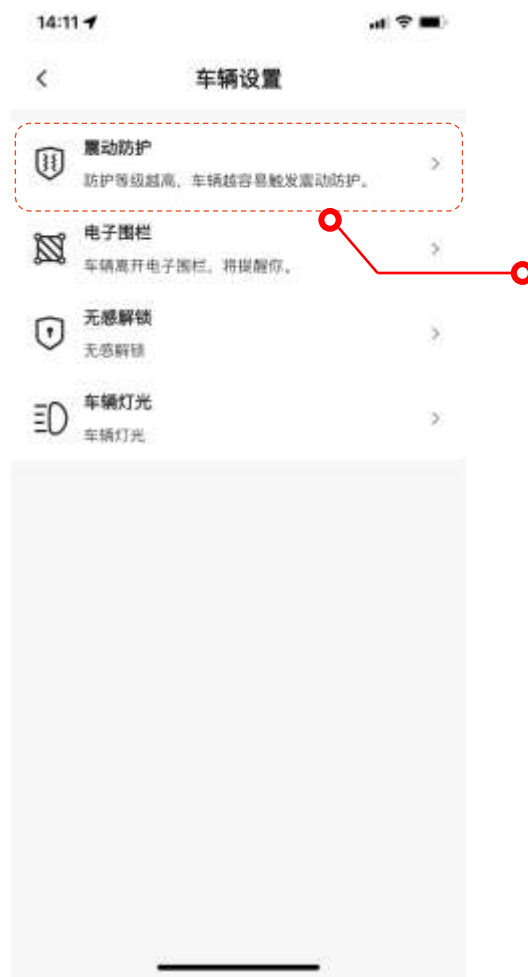 14:11
车辆设置
震动防护
防护等级越高，车辆越容易触发震动防护。
电子围栏
车辆离开电子围栏，将提醒你。
无感解锁
无感解锁
车辆灯光
车辆灯光